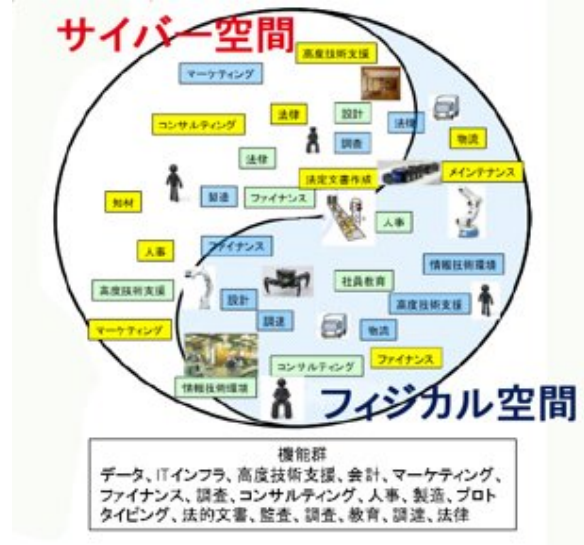 サイバー空間
高度技術支援
マーケティング
法律
設計
法律
コンサルティング
調査
物流
法律
法定文書作成
メインテナンス
知材
製造
ファイナンス
人事
人事
ファイナンス
情報技術環境
高度技術支援
設計
社員教育
高度技術支援
マーケティング
調達
物流
コンサルティング
ファイナンス
情報技術環境
フィジカル空間
機能群
データ、ITインフラ、高度技術支援、会計、マーケティング、
ファイナンス、調査、コンサルティング、人事、製造、プロト
タイピング、法的文書、監査、調査、教育、調達、法律